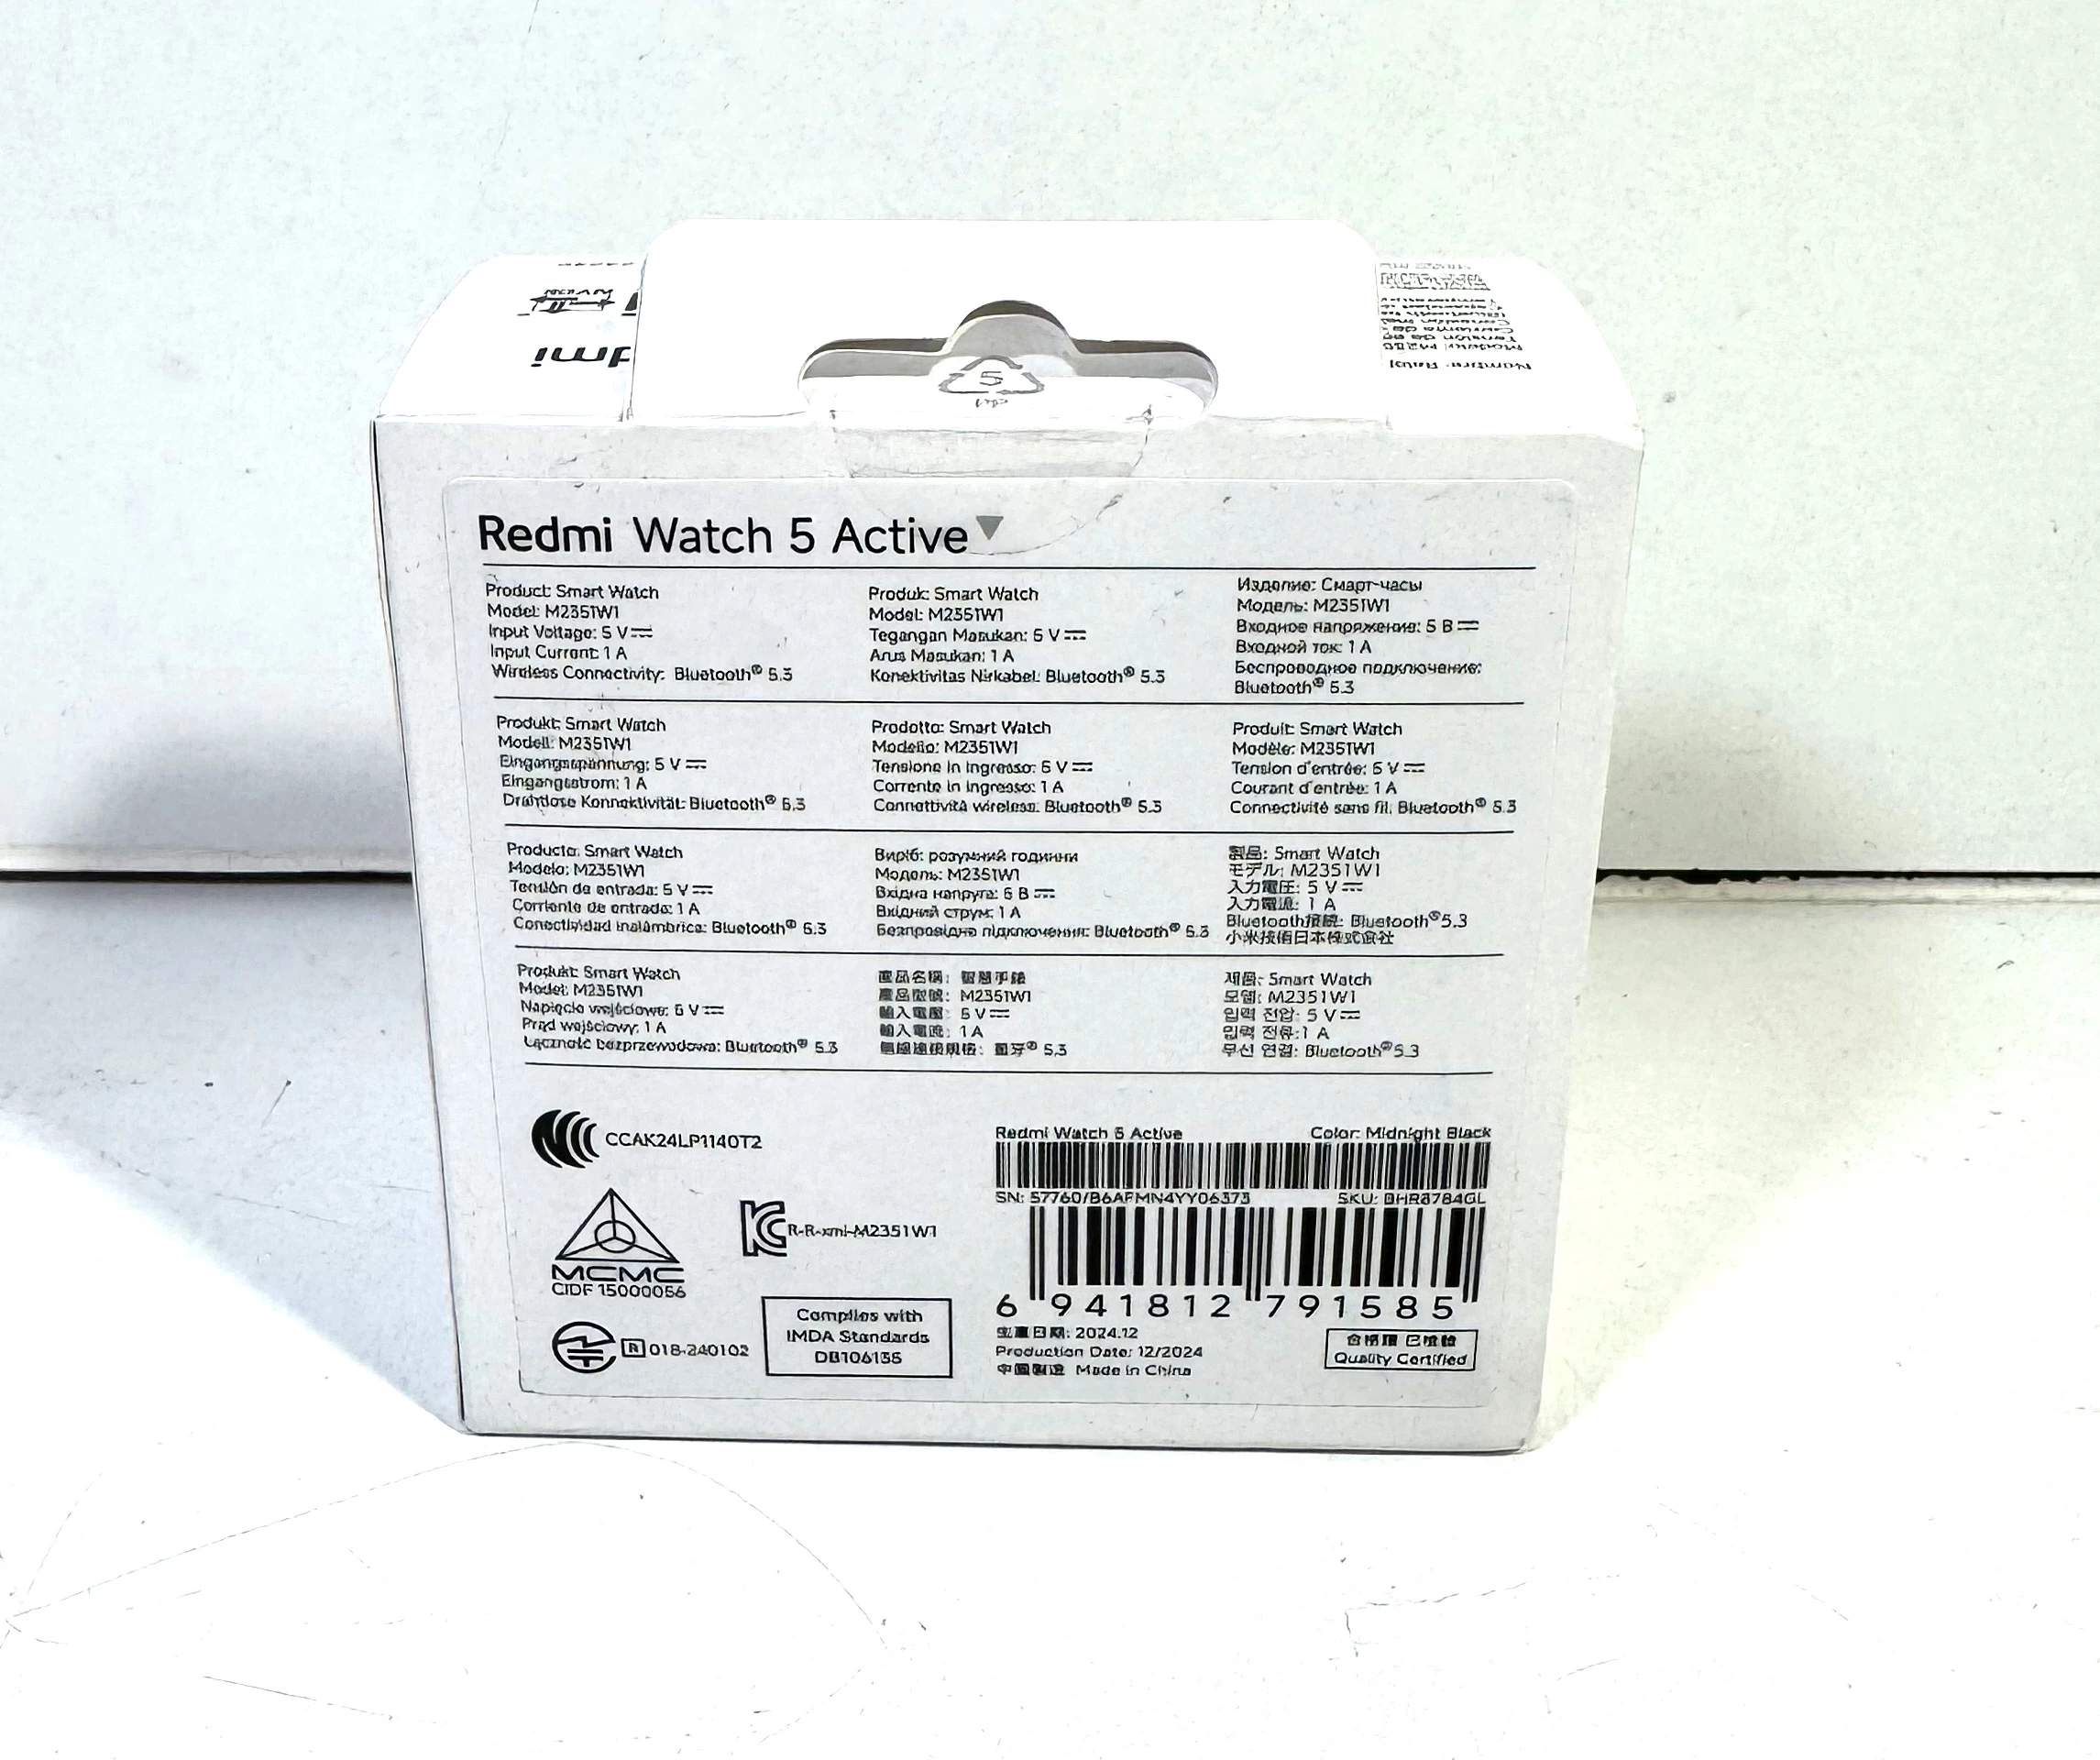 Redmi Watch 5 Active
Product: Smart Watch
Model: M2351W1
Input Voltage: 5 V
Input Current: 1 A
Wireless Connectivity: Bluetooth® 5.3
Produk: Smart Watch
Model: M2351W1
Tegangan Masukan: 5 V
Arus Masukan: 1 A
Konektivitas Nirkabel: Bluetooth® 5.3
Изделие: Смарт-часы
Модель: M2351W1
Входное напряжение: 5 В
Входной ток: 1 A
Беспроводное подключение:
Bluetooth® 5.3
Produkt: Smart Watch
Modell: M2351W1
Eingangsspannung: 5 V
Eingangsstrom: 1 A
Drahtlose Konnektivität: Bluetooth® 5.3
Prodotto: Smart Watch
Modello: M2351W1
Tensione in ingresso: 5 V
Corrente in ingresso: 1 A
Connettività wireless: Bluetooth® 5.3
Produit: Smart Watch
Modèle: M2351W1
Tension d'entrée: 5 V
Courant d'entrée: 1 A
Connectivité sans fil: Bluetooth® 5.3
Producto: Smart Watch
Modelo: M2351W1
Tensión de entrada: 5 V
Corriente de entrada: 1 A
Conectividad inalámbrica: Bluetooth® 5.3
Виріб: розумний годинник
Модель: M2351W1
Вхідна напруга: 5 В
Вхідний струм: 1 A
Безпровідне підключення: Bluetooth® 5.3
製品: Smart Watch
モデル: M2351W1
入力電圧: 5 V
入力電流: 1 A
Bluetooth接続: Bluetooth®5.3
小米技術日本株式会社
Produkt: Smart Watch
Model: M2351W1
Napięcie wejściowe: 5 V
Prąd wejściowy: 1 A
Łączność bezprzewodowa: Bluetooth® 5.3
產品名稱: 智慧手錶
產品型號: M2351W1
輸入電壓: 5 V
輸入電流: 1 A
無線連接規格: 藍牙® 5.3
제품: Smart Watch
모델: M2351W1
입력 전압: 5 V
입력 전류:1 A
무선 연결: Bluetooth®5.3
CCAK24LP1140T2
MCMC
CIDF 15000056
R-R-xmi-M2351W1
R 018-240102
Complies with
IMDA Standards
DB106135
Redmi Watch 5 Active Color: Midnight Black
SN: SKU: BHR8784GL
6 941812 791585
生產日期: 2024.12
Production Date: 12/2024
中國製造 Made in China
合格證 已檢驗
Quality Certified
5